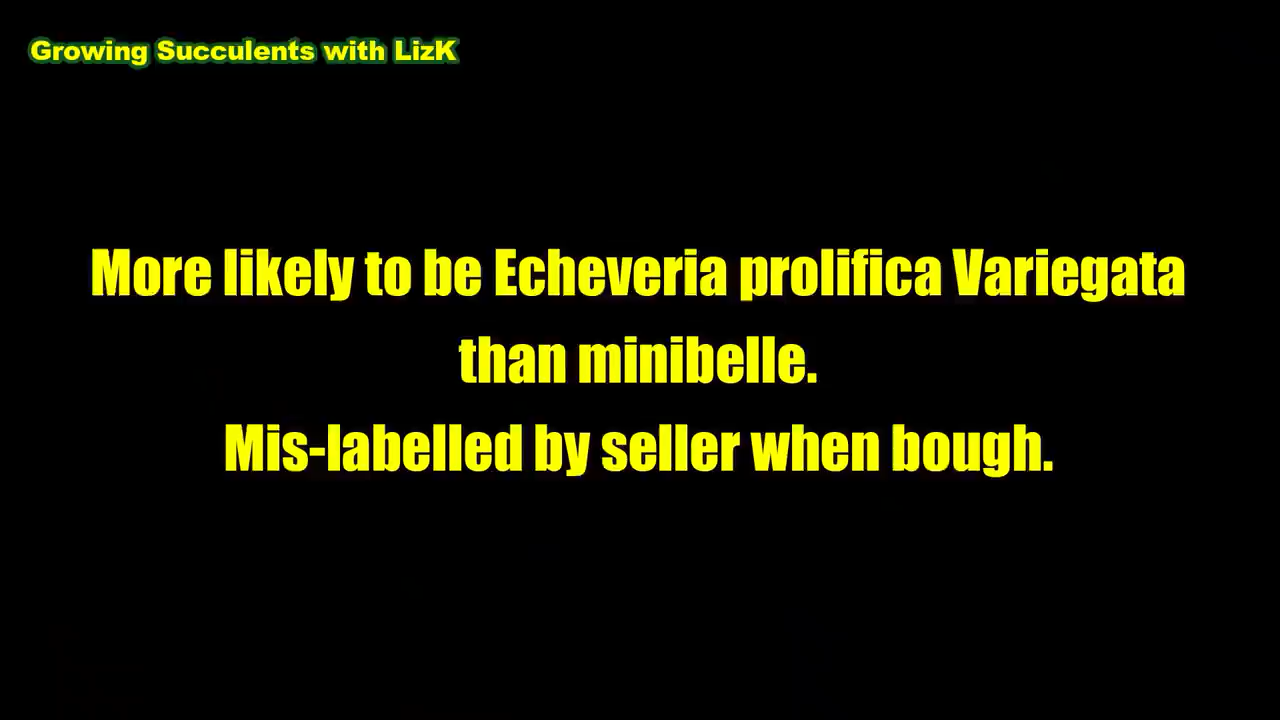 Growing Succulents with LizK
More likely to be Echeveria prolifica Variegata
than minibelle.
Mis-labelled by seller when bough.